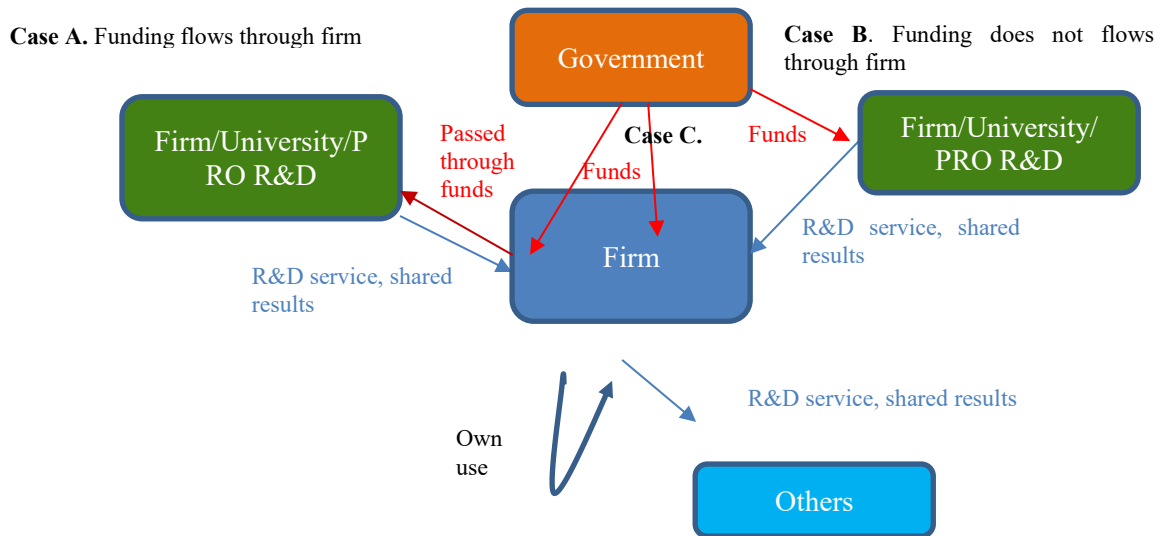 Case A. Funding flows through firm
Case B. Funding does not flows
through firm
Government
Firm/University/P
RO R&D
Passed
through
funds
Case C.
Funds
Funds
Firm/University/
PRO R&D
Firm
R&D service, shared
results
R&D service, shared
results
Own
use
R&D service, shared results
Others